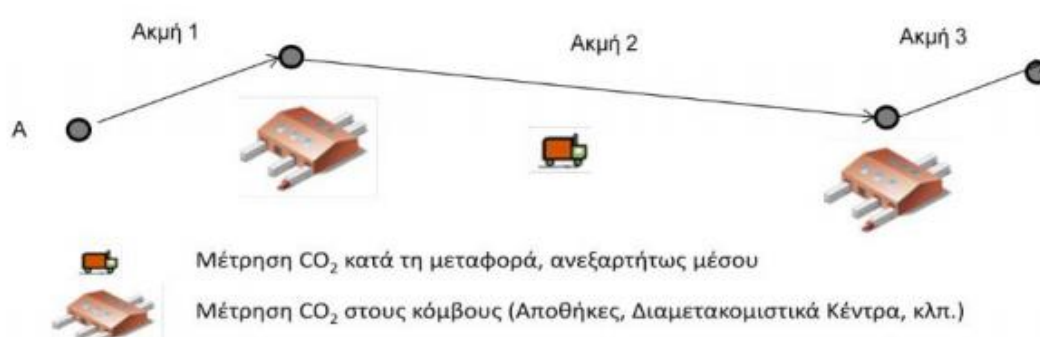 Ακμή 1
Ακμή 2
Ακμή 3
A
Μέτρηση CO₂ κατά τη μεταφορά, ανεξαρτήτως μέσου
Μέτρηση CO₂ στους κόμβους (Αποθήκες, Διαμετακομιστικά Κέντρα, κλπ.)